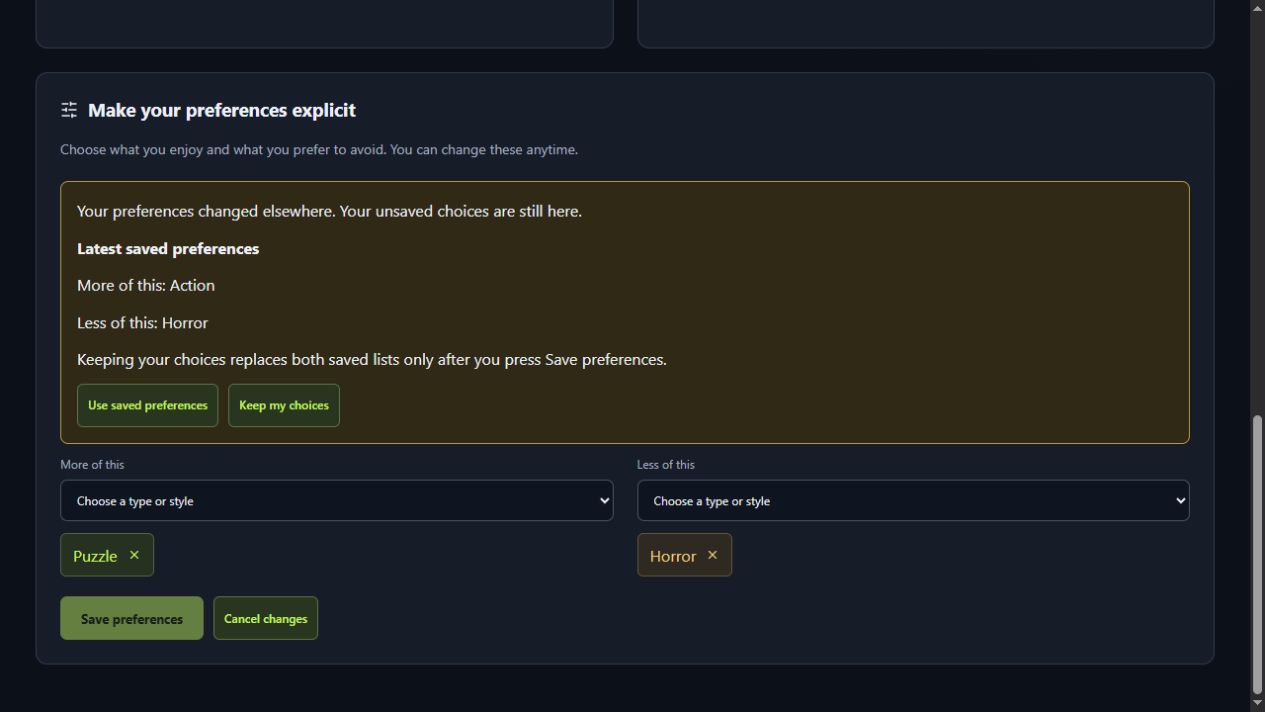 Make your preferences explicit
Choose what you enjoy and what you prefer to avoid. You can change these anytime.
Your preferences changed elsewhere. Your unsaved choices are still here.
Latest saved preferences
More of this: Action
Less of this: Horror
Keeping your choices replaces both saved lists only after you press Save preferences.
Use saved preferences
Keep my choices
More of this
Less of this
Choose a type or style
Choose a type or style
Puzzle ✕
Horror ✕
Save preferences
Cancel changes